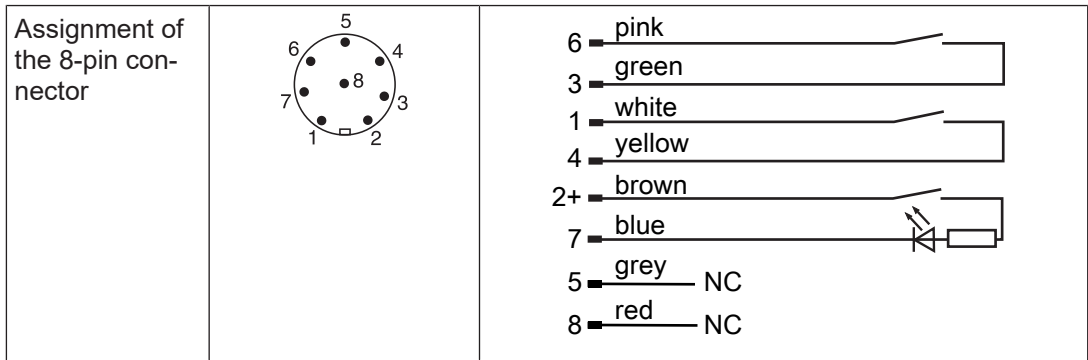 Assignment of
the 8-pin con-
nector
5
6 4
8
7 3
1 2
6 pink
3 green
1 white
4 yellow
2+ brown
7 blue
5 grey NC
8 red NC